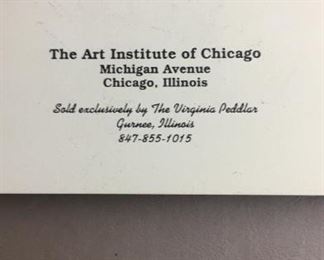 The Art Institute of Chicago
Michigan Avenue
Chicago, Illinois
Sold exclusively by The Virginia Peddlar
Gurnee, Illinois
847-855-1015